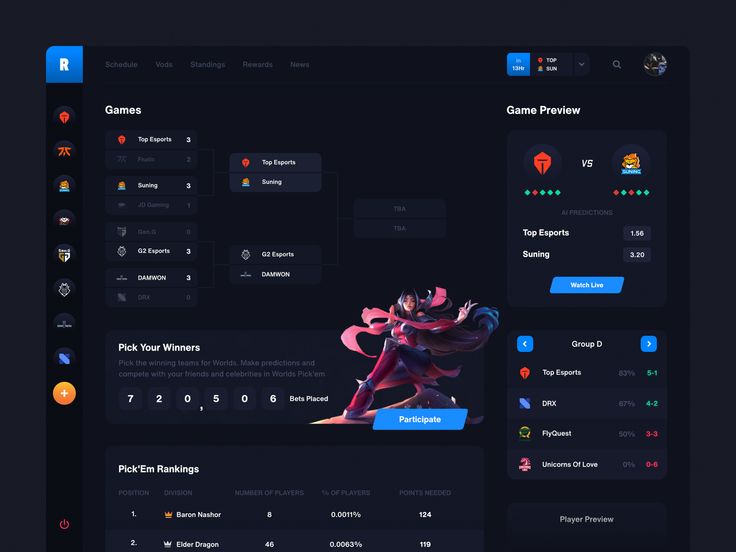 R
Schedule
Vods
Standings
Rewards
News
in
13Hr
TOP
SUN
Games
Top Esports 3
Fnatic 2
Suning 3
JD Gaming 1
Gen.G 0
G2 Esports 3
DAMWON 3
DRX 0
Top Esports
Suning
G2 Esports
DAMWON
TBA
TBA
Game Preview
VS
SUNING
AI PREDICTIONS
Top Esports 1.56
Suning 3.20
Watch Live
Pick Your Winners
Pick the winning teams for Worlds. Make predictions and
compete with your friends and celebrities in Worlds Pick'em
720,506 Bets Placed
Participate
Group D
Top Esports 83% 5-1
DRX 67% 4-2
FlyQuest 50% 3-3
Unicorns Of Love 0% 0-6
Pick'Em Rankings
POSITION DIVISION NUMBER OF PLAYERS % OF PLAYERS POINTS NEEDED
1. Baron Nashor 8 0.0011% 124
2. Elder Dragon 46 0.0063% 119
Player Preview
Gen.G